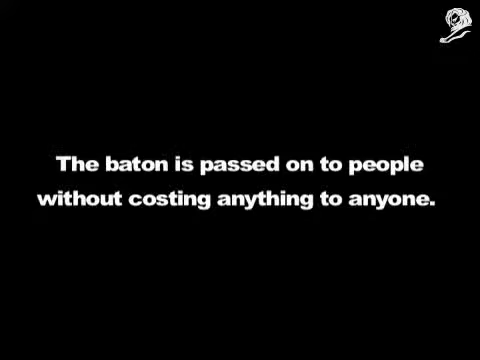 The baton is passed on to people
without costing anything to anyone.